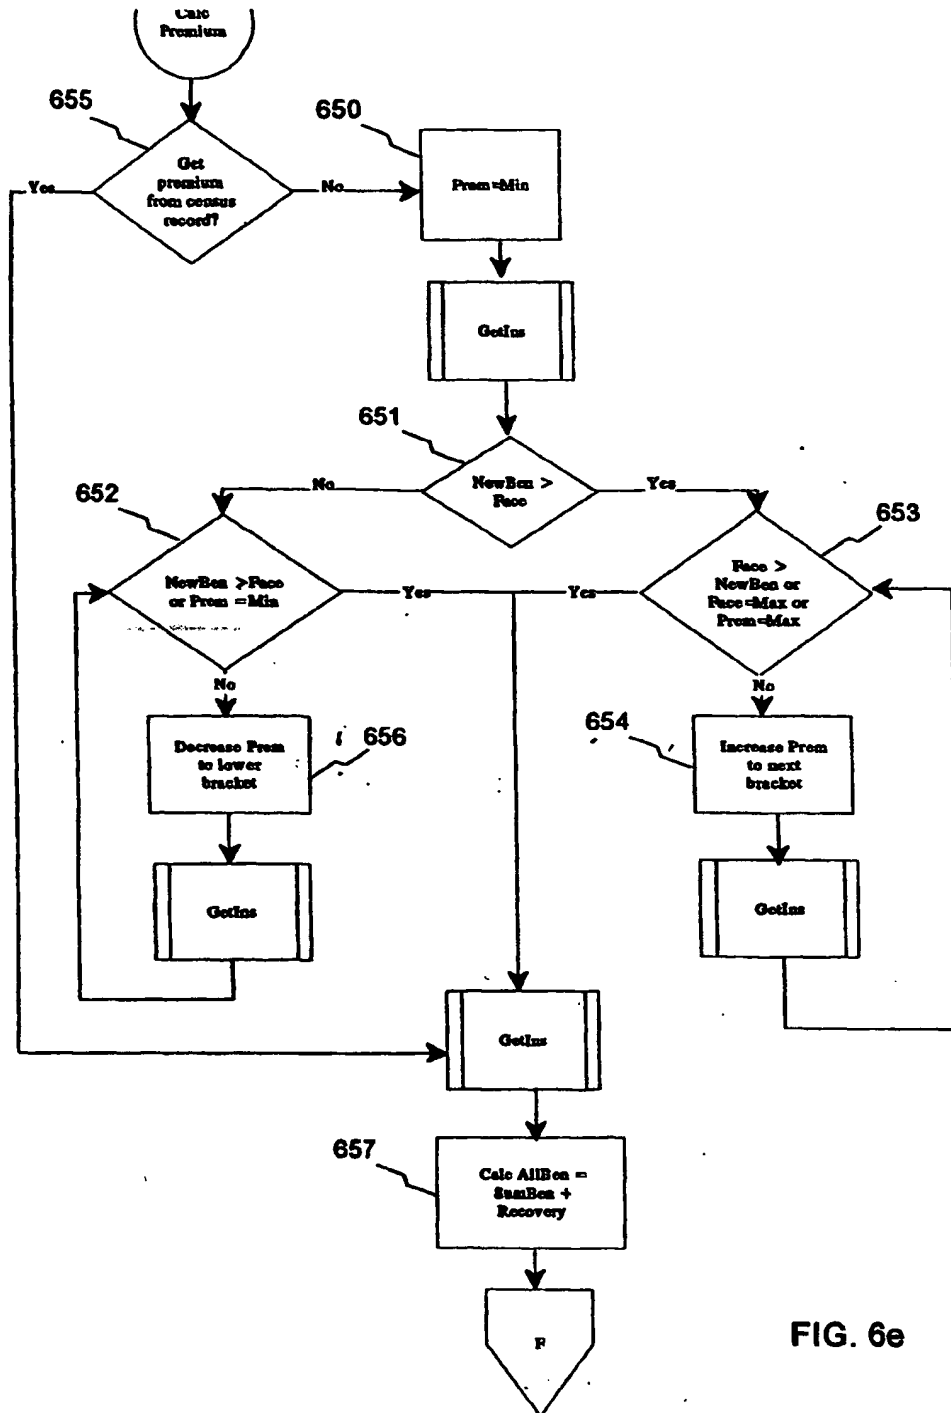 Calc
Premium
655
650
Get
premium
from census
record?
Yes
No
Prem=Min
GetIns
651
NewBen >
Face
No
Yes
652
653
NewBen >Face
or Prem =Min
Yes
Yes
Face >
NewBen or
Face=Max or
Prem=Max
No
No
Decrease Prem
to lower
bracket
656
654
Increase Prem
to next
bracket
GetIns
GetIns
GetIns
657
Calc AllBen =
SumBen +
Recovery
F
FIG. 6e